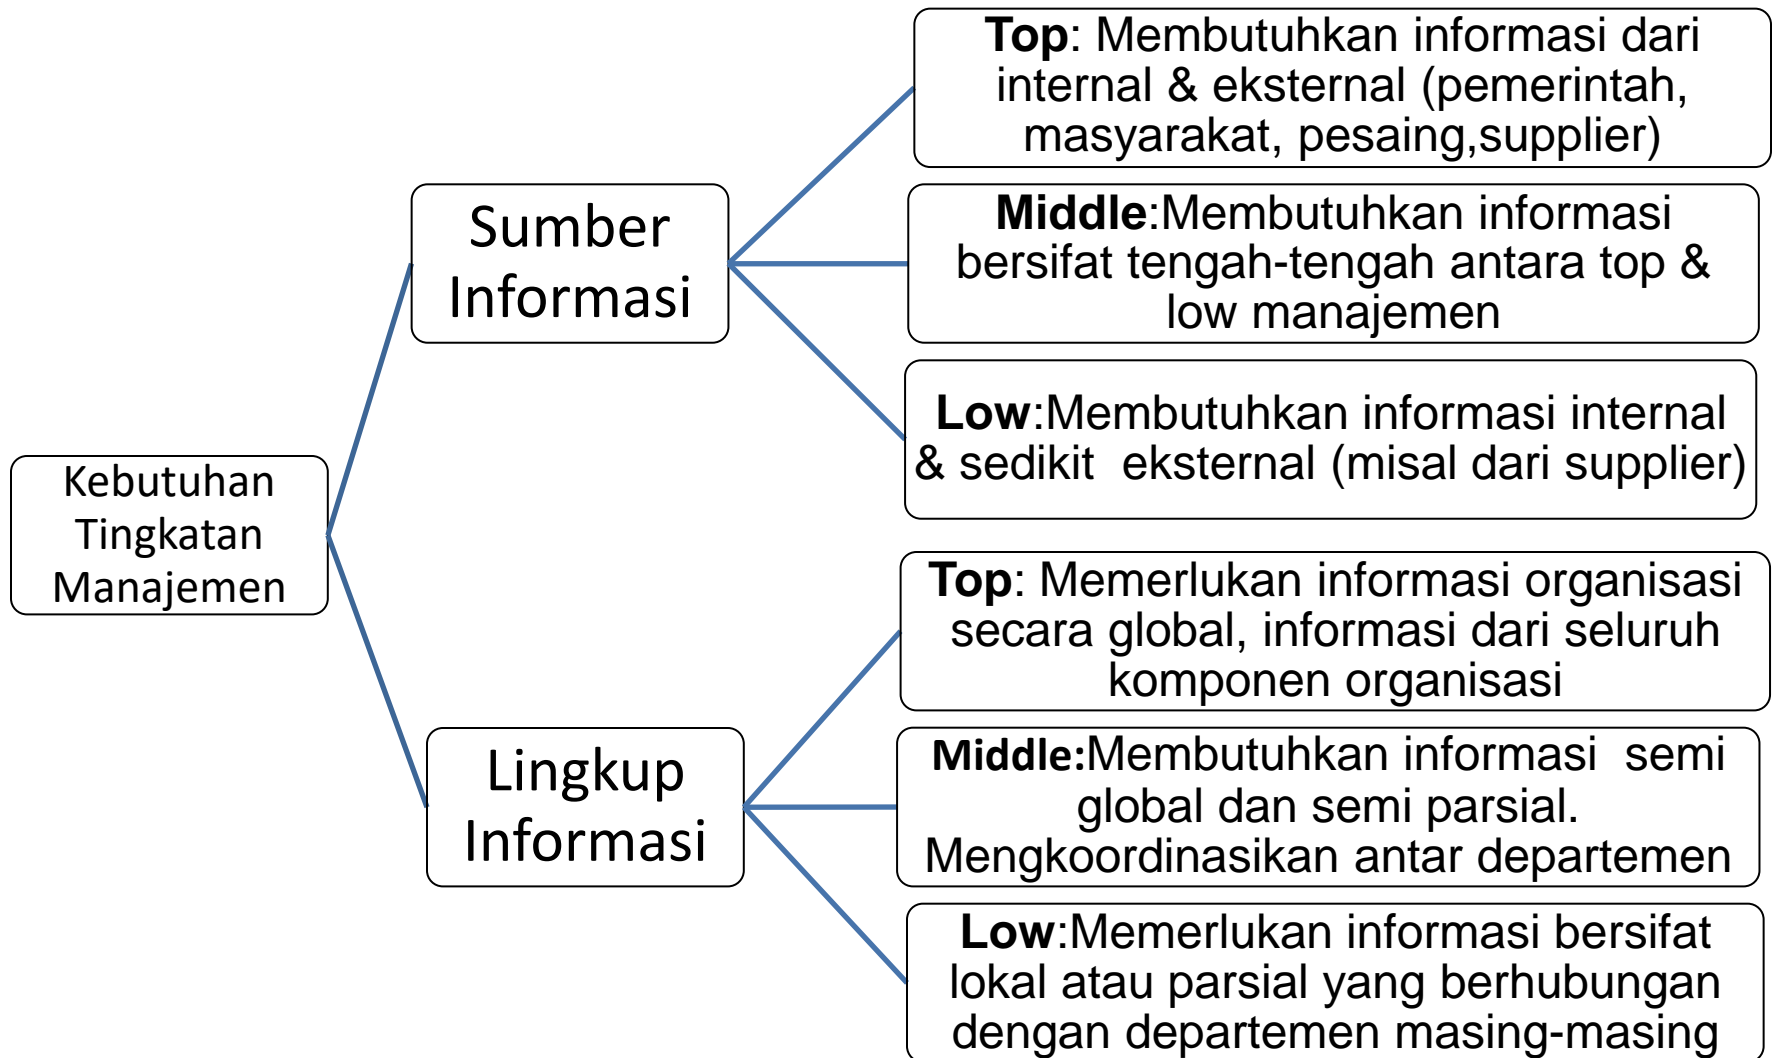 Kebutuhan
Tingkatan
Manajemen
Sumber
Informasi
Top: Membutuhkan informasi dari
internal & eksternal (pemerintah,
masyarakat, pesaing,supplier)
Middle:Membutuhkan informasi
bersifat tengah-tengah antara top &
low manajemen
Low:Membutuhkan informasi internal
& sedikit eksternal (misal dari supplier)
Lingkup
Informasi
Top: Memerlukan informasi organisasi
secara global, informasi dari seluruh
komponen organisasi
Middle:Membutuhkan informasi semi
global dan semi parsial.
Mengkoordinasikan antar departemen
Low:Memerlukan informasi bersifat
lokal atau parsial yang berhubungan
dengan departemen masing-masing